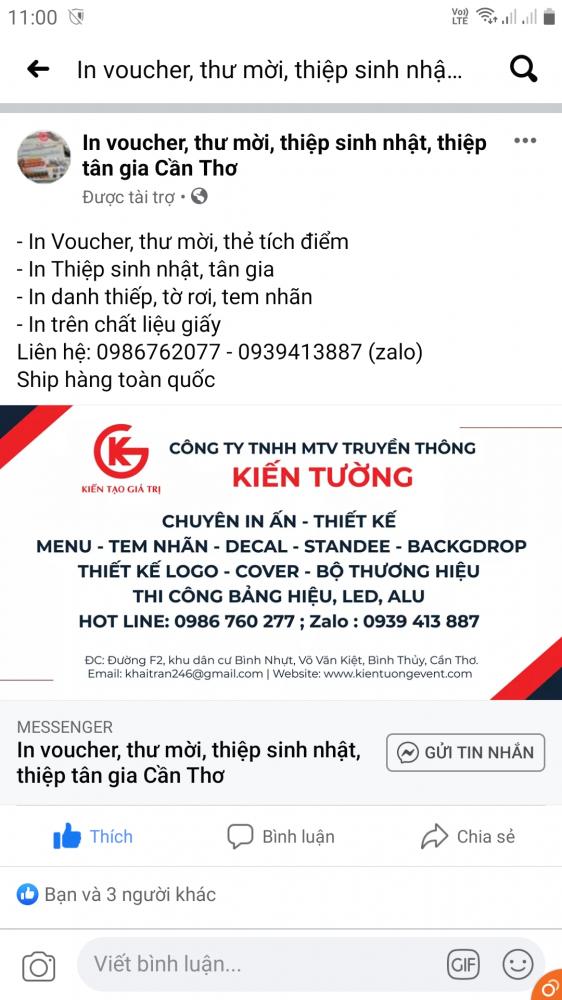 11:00
Vo))
LTE
In voucher, thư mời, thiệp sinh nhậ...
In voucher, thư mời, thiệp sinh nhật, thiệp
tân gia Cần Thơ
Được tài trợ
- In Voucher, thư mời, thẻ tích điểm
- In Thiệp sinh nhật, tân gia
- In danh thiếp, tờ rơi, tem nhãn
- In trên chất liệu giấy
Liên hệ: 0986762077 - 0939413887 (zalo)
Ship hàng toàn quốc
KIẾN TẠO GIÁ TRỊ
CÔNG TY TNHH MTV TRUYỀN THÔNG
KIẾN TƯỜNG
CHUYÊN IN ẤN - THIẾT KẾ
MENU - TEM NHÃN - DECAL - STANDEE - BACKGDROP
THIẾT KẾ LOGO - COVER - BỘ THƯƠNG HIỆU
THI CÔNG BẢNG HIỆU, LED, ALU
HOT LINE: 0986 760 277 ; Zalo : 0939 413 887
ĐC: Đường F2, khu dân cư Bình Nhựt, Võ Văn Kiệt, Bình Thủy, Cần Thơ.
Email: khaitran246@gmail.com | Website: www.kientuongevent.com
MESSENGER
In voucher, thư mời, thiệp sinh nhật,
thiệp tân gia Cần Thơ
GỬI TIN NHẮN
Thích
Bình luận
Chia sẻ
Bạn và 3 người khác
Viết bình luận...
GIF